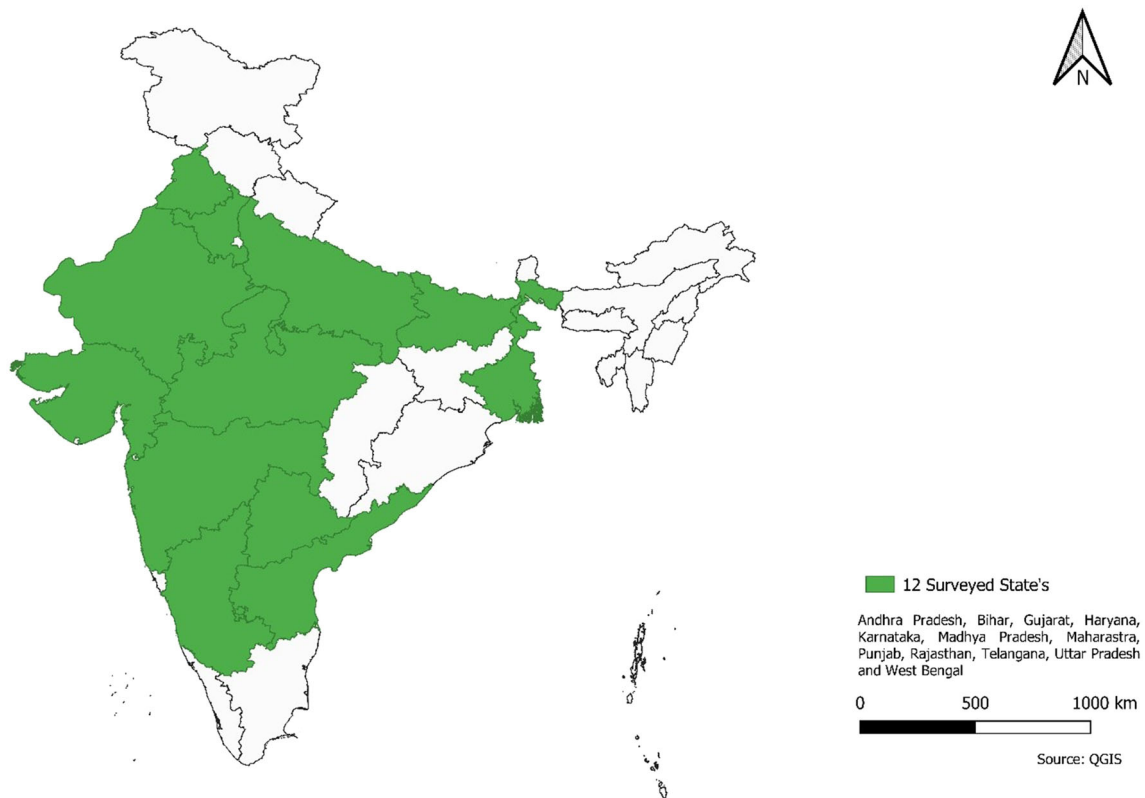 N
12 Surveyed State's
Andhra Pradesh, Bihar, Gujarat, Haryana,
Karnataka, Madhya Pradesh, Maharastra,
Punjab, Rajasthan, Telangana, Uttar Pradesh
and West Bengal
0 500 1000 km
Source: QGIS